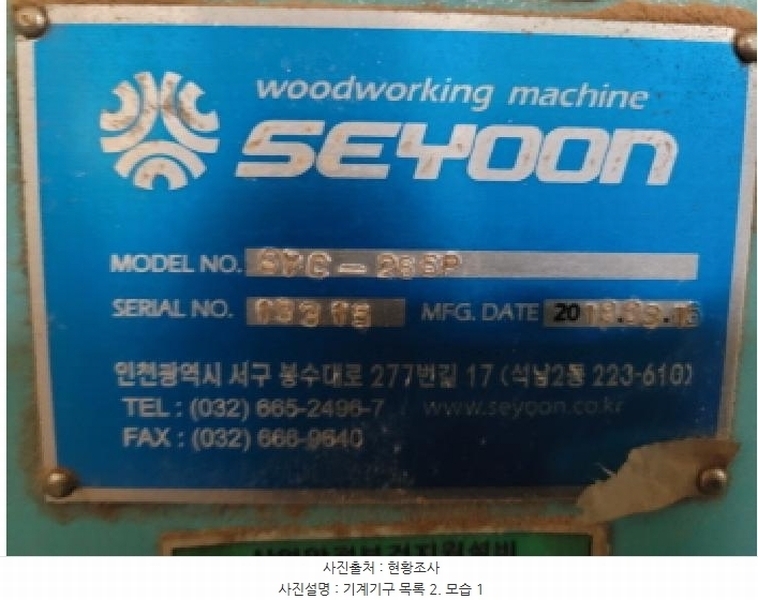 woodworking machine
SEYOON
MODEL NO.
SERIAL NO. MFG. DATE 20
인천광역시 서구 봉수대로 277번길 17 (석남2동 223-610)
TEL : (032) 665-2496-7 www.seyoon.co.kr
FAX : (032) 666-9640
사진출처 : 현황조사
사진설명 : 기계기구 목록 2. 모습 1